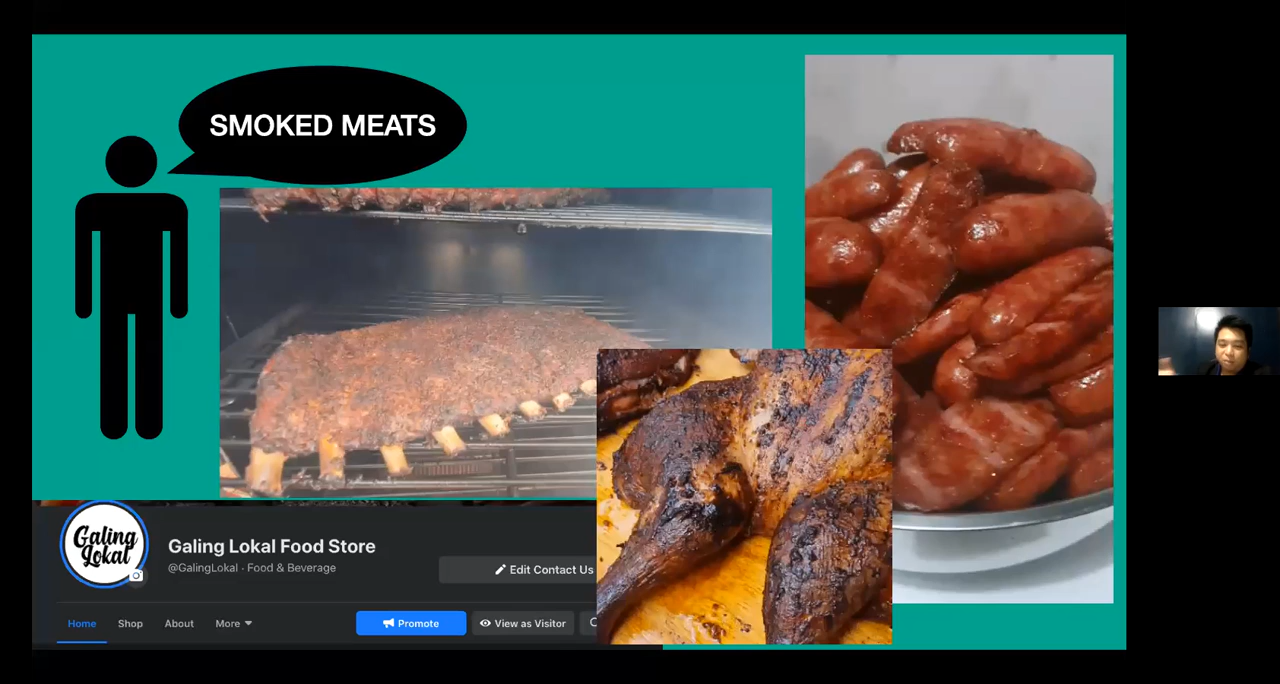 SMOKED MEATS
Galing
Lokal
Galing Lokal Food Store
@GalingLokal · Food & Beverage
Edit Contact Us
Home Shop About More Promote View as Visitor